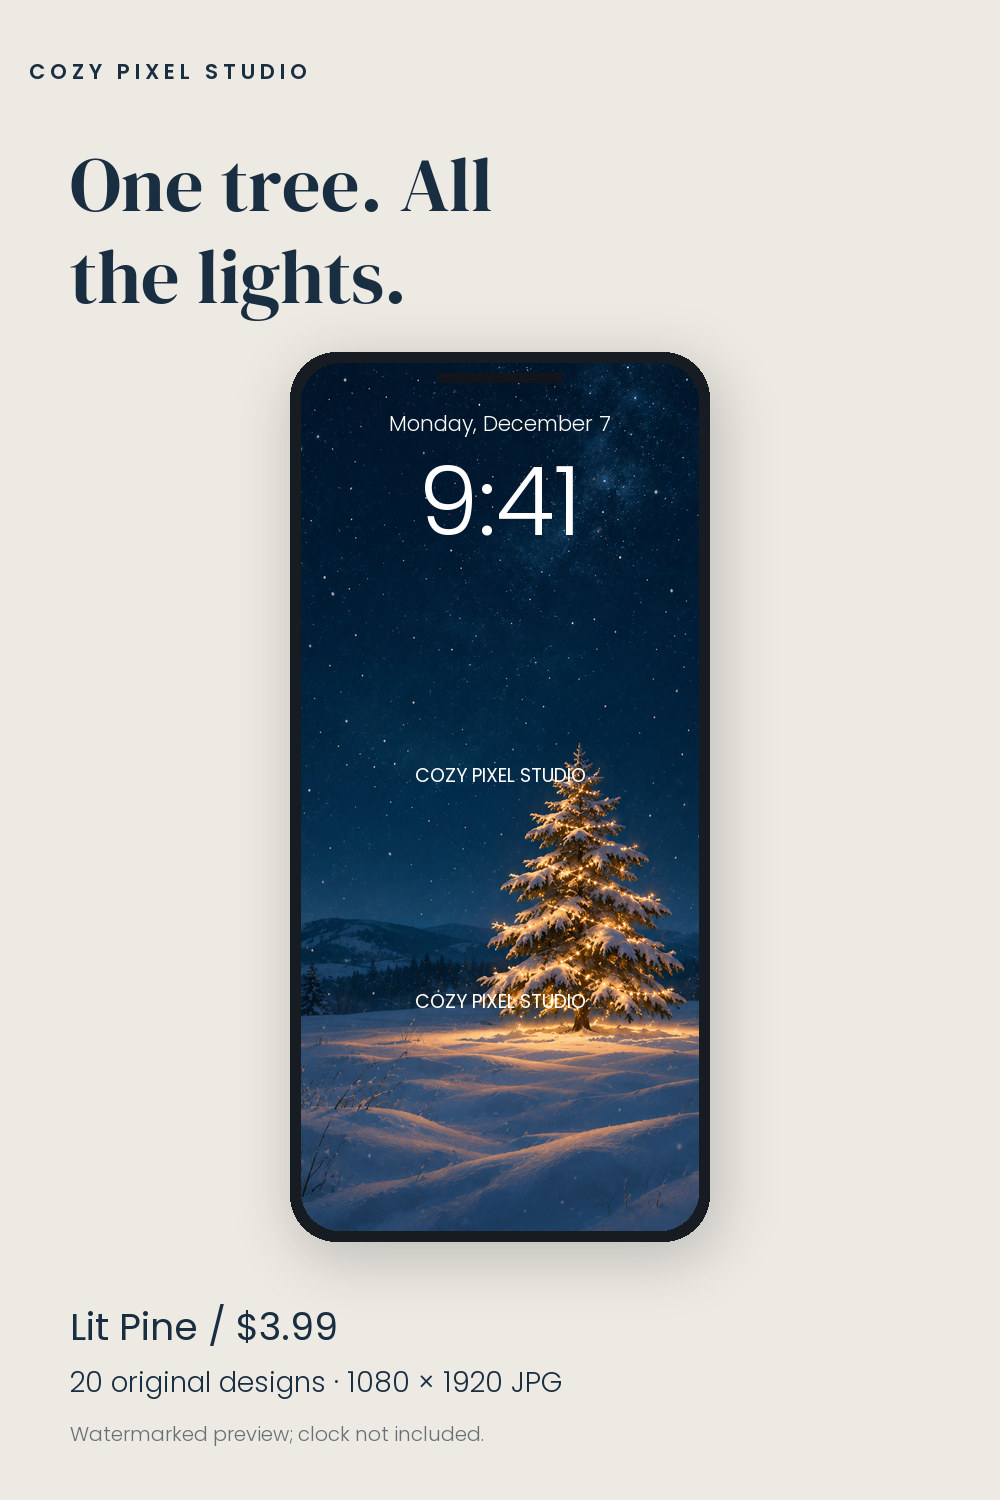 COZY PIXEL STUDIO
One tree. All
the lights.
Monday, December 7
9:41
COZY PIXEL STUDIO
COZY PIXEL STUDIO
Lit Pine / $3.99
20 original designs · 1080 × 1920 JPG
Watermarked preview; clock not included.